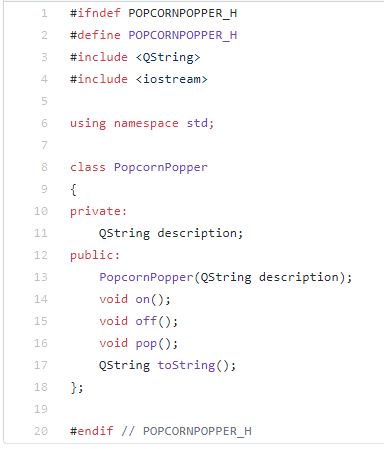 1 #ifndef POPCORNPOPPER_H
2 #define POPCORNPOPPER_H
3 #include <QString>
4 #include <iostream>
5
6 using namespace std;
7
8 class PopcornPopper
9 {
10 private:
11     QString description;
12 public:
13     PopcornPopper(QString description);
14     void on();
15     void off();
16     void pop();
17     QString toString();
18 };
19
20 #endif // POPCORNPOPPER_H